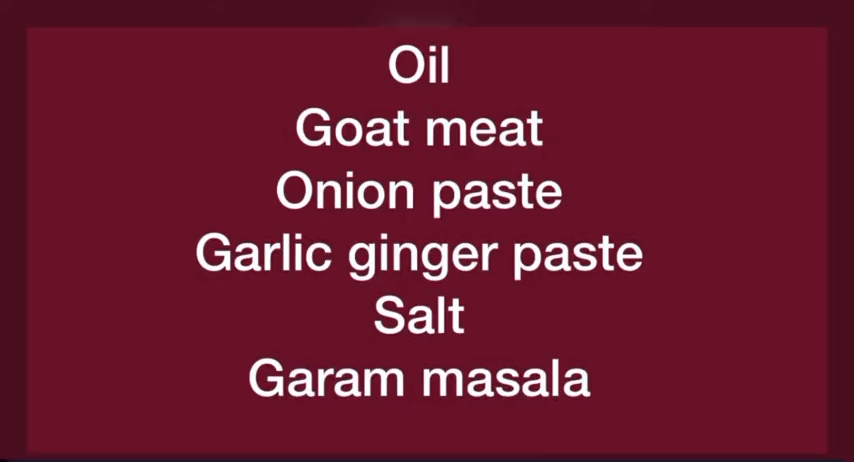 Oil
Goat meat
Onion paste
Garlic ginger paste
Salt
Garam masala